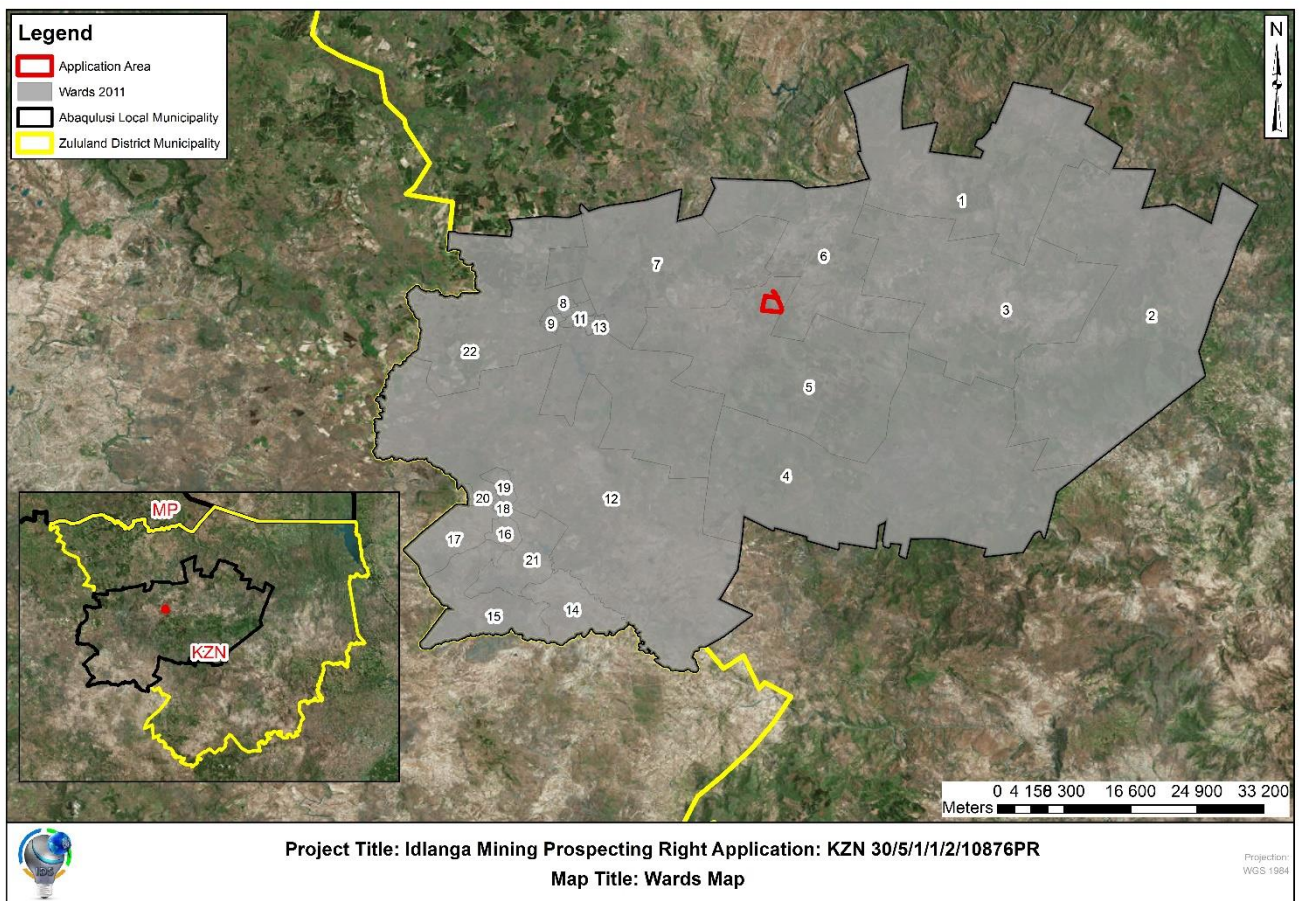 Legend
Application Area
Wards 2011
Abaqulusi Local Municipality
Zululand District Municipality
N
1
6
7
3
2
8
11
9
13
22
5
4
19
20
12
18
16
17
21
14
15
MP
KZN
0 4 150 8 300 16 600 24 900 33 200
Meters
Project Title: Idlanga Mining Prospecting Right Application: KZN 30/5/1/1/2/10876PR
Map Title: Wards Map
Projection:
WGS 1984